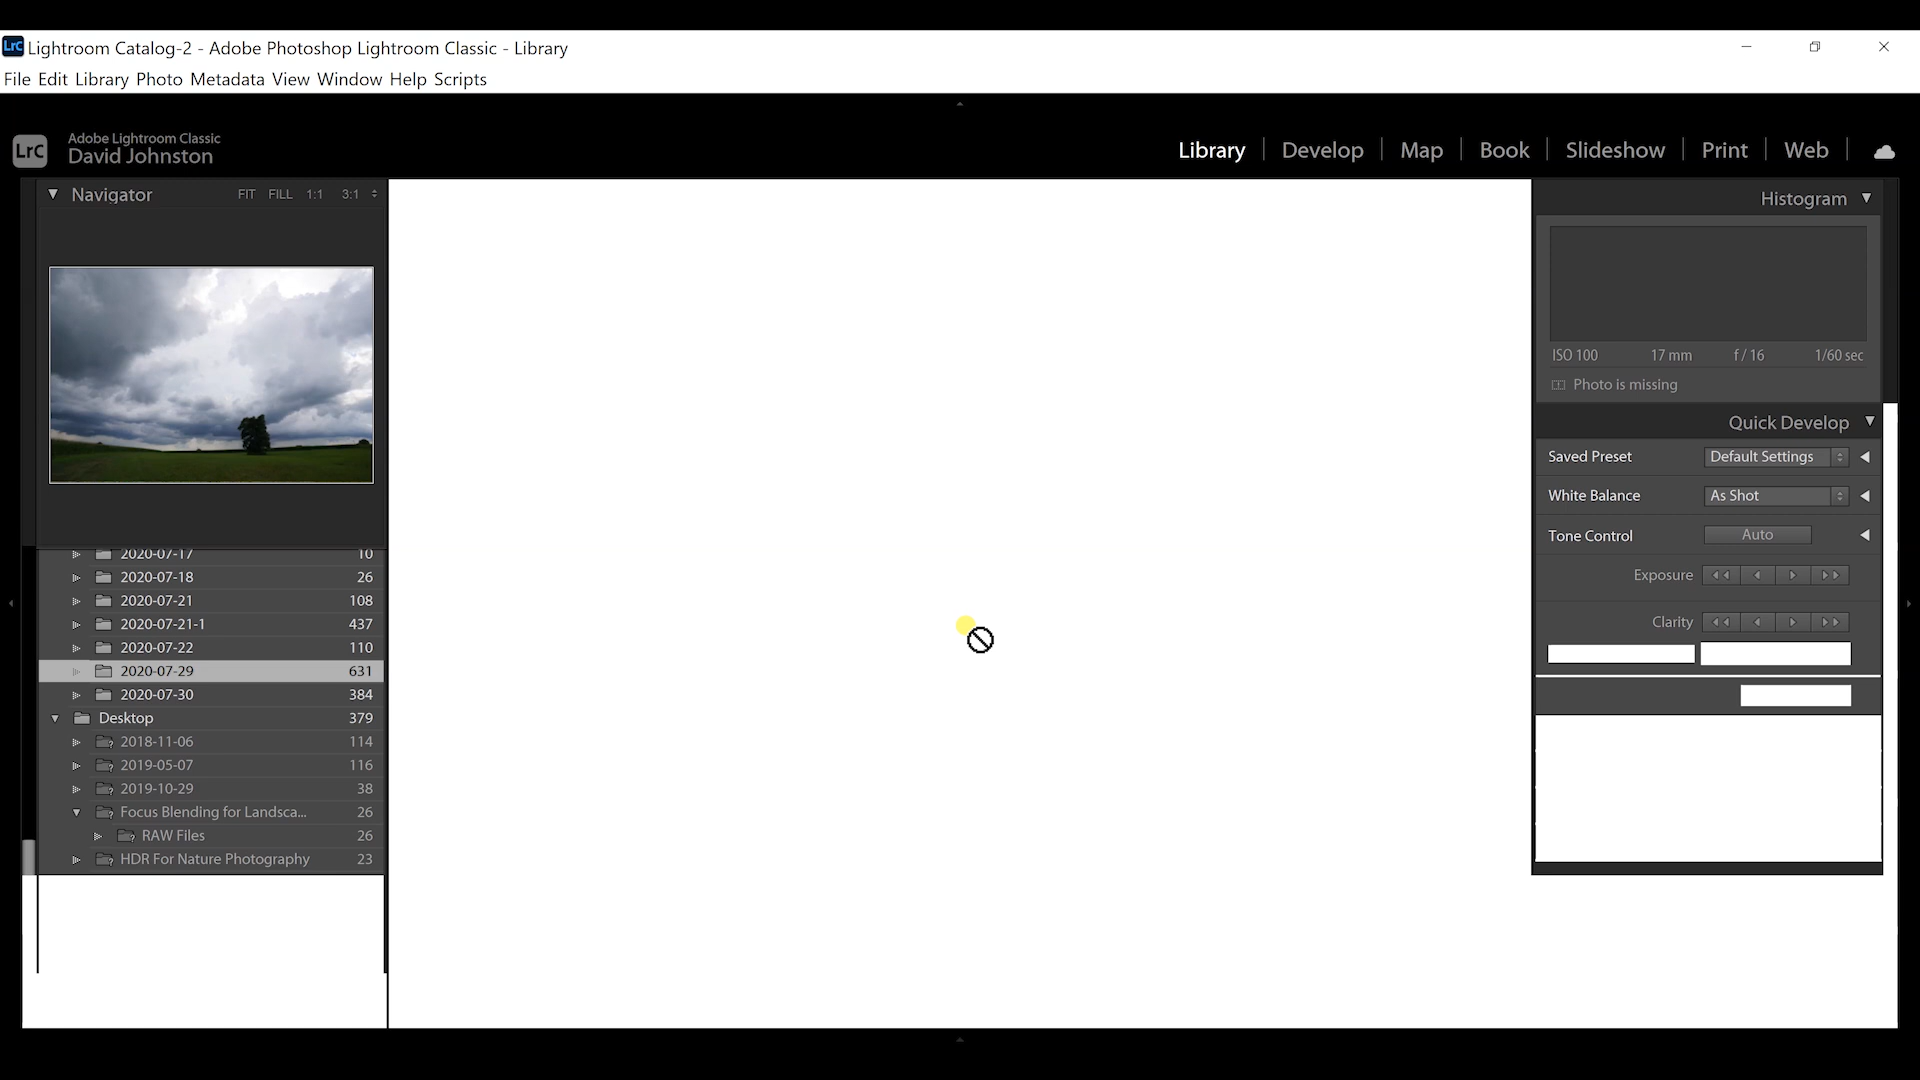 LrC Lightroom Catalog-2 - Adobe Photoshop Lightroom Classic - Library
File Edit Library Photo Metadata View Window Help Scripts
LrC Adobe Lightroom Classic
David Johnston
Library Develop Map Book Slideshow Print Web
Navigator FIT FILL 1:1 3:1
2020-07-17 10
2020-07-18 26
2020-07-21 108
2020-07-21-1 437
2020-07-22 110
2020-07-29 631
2020-07-30 384
Desktop 379
2018-11-06 114
2019-05-07 116
2019-10-29 38
Focus Blending for Landsca... 26
RAW Files 26
HDR For Nature Photography 23
Histogram
ISO 100 17 mm f / 16 1/60 sec
Photo is missing
Quick Develop
Saved Preset Default Settings
White Balance As Shot
Tone Control Auto
Exposure
Clarity